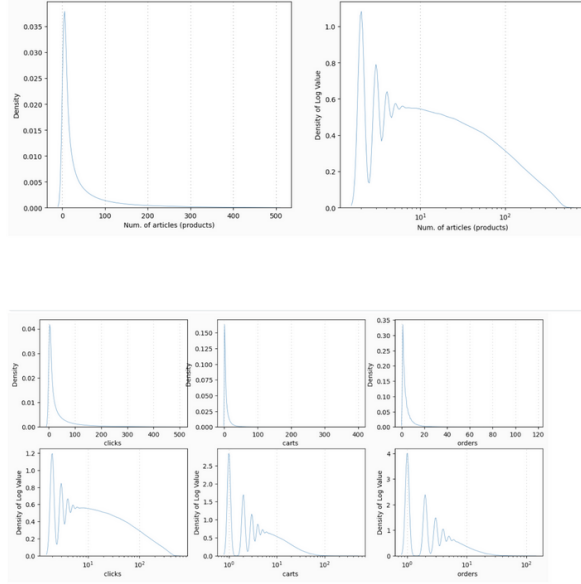 0.035
0.030
0.025
0.020
0.015
0.010
0.005
0.000
Density
0 100 200 300 400 500
Num. of articles (products)
1.0
0.8
0.6
0.4
0.2
0.0
Density of Log Value
10¹ 10²
Num. of articles (products)
0.04
0.03
0.02
0.01
0.00
Density
0 100 200 300 400 500
clicks
0.150
0.125
0.100
0.075
0.050
0.025
0.000
Density
0 100 200 300 400
carts
0.35
0.30
0.25
0.20
0.15
0.10
0.05
0.00
Density
0 20 40 60 80 100 120
orders
1.2
1.0
0.8
0.6
0.4
0.2
0.0
Density of Log Value
10¹ 10²
clicks
2.5
2.0
1.5
1.0
0.5
0.0
Density of Log Value
10⁰ 10¹ 10²
carts
4
3
2
1
0
Density of Log Value
10⁰ 10¹ 10²
orders